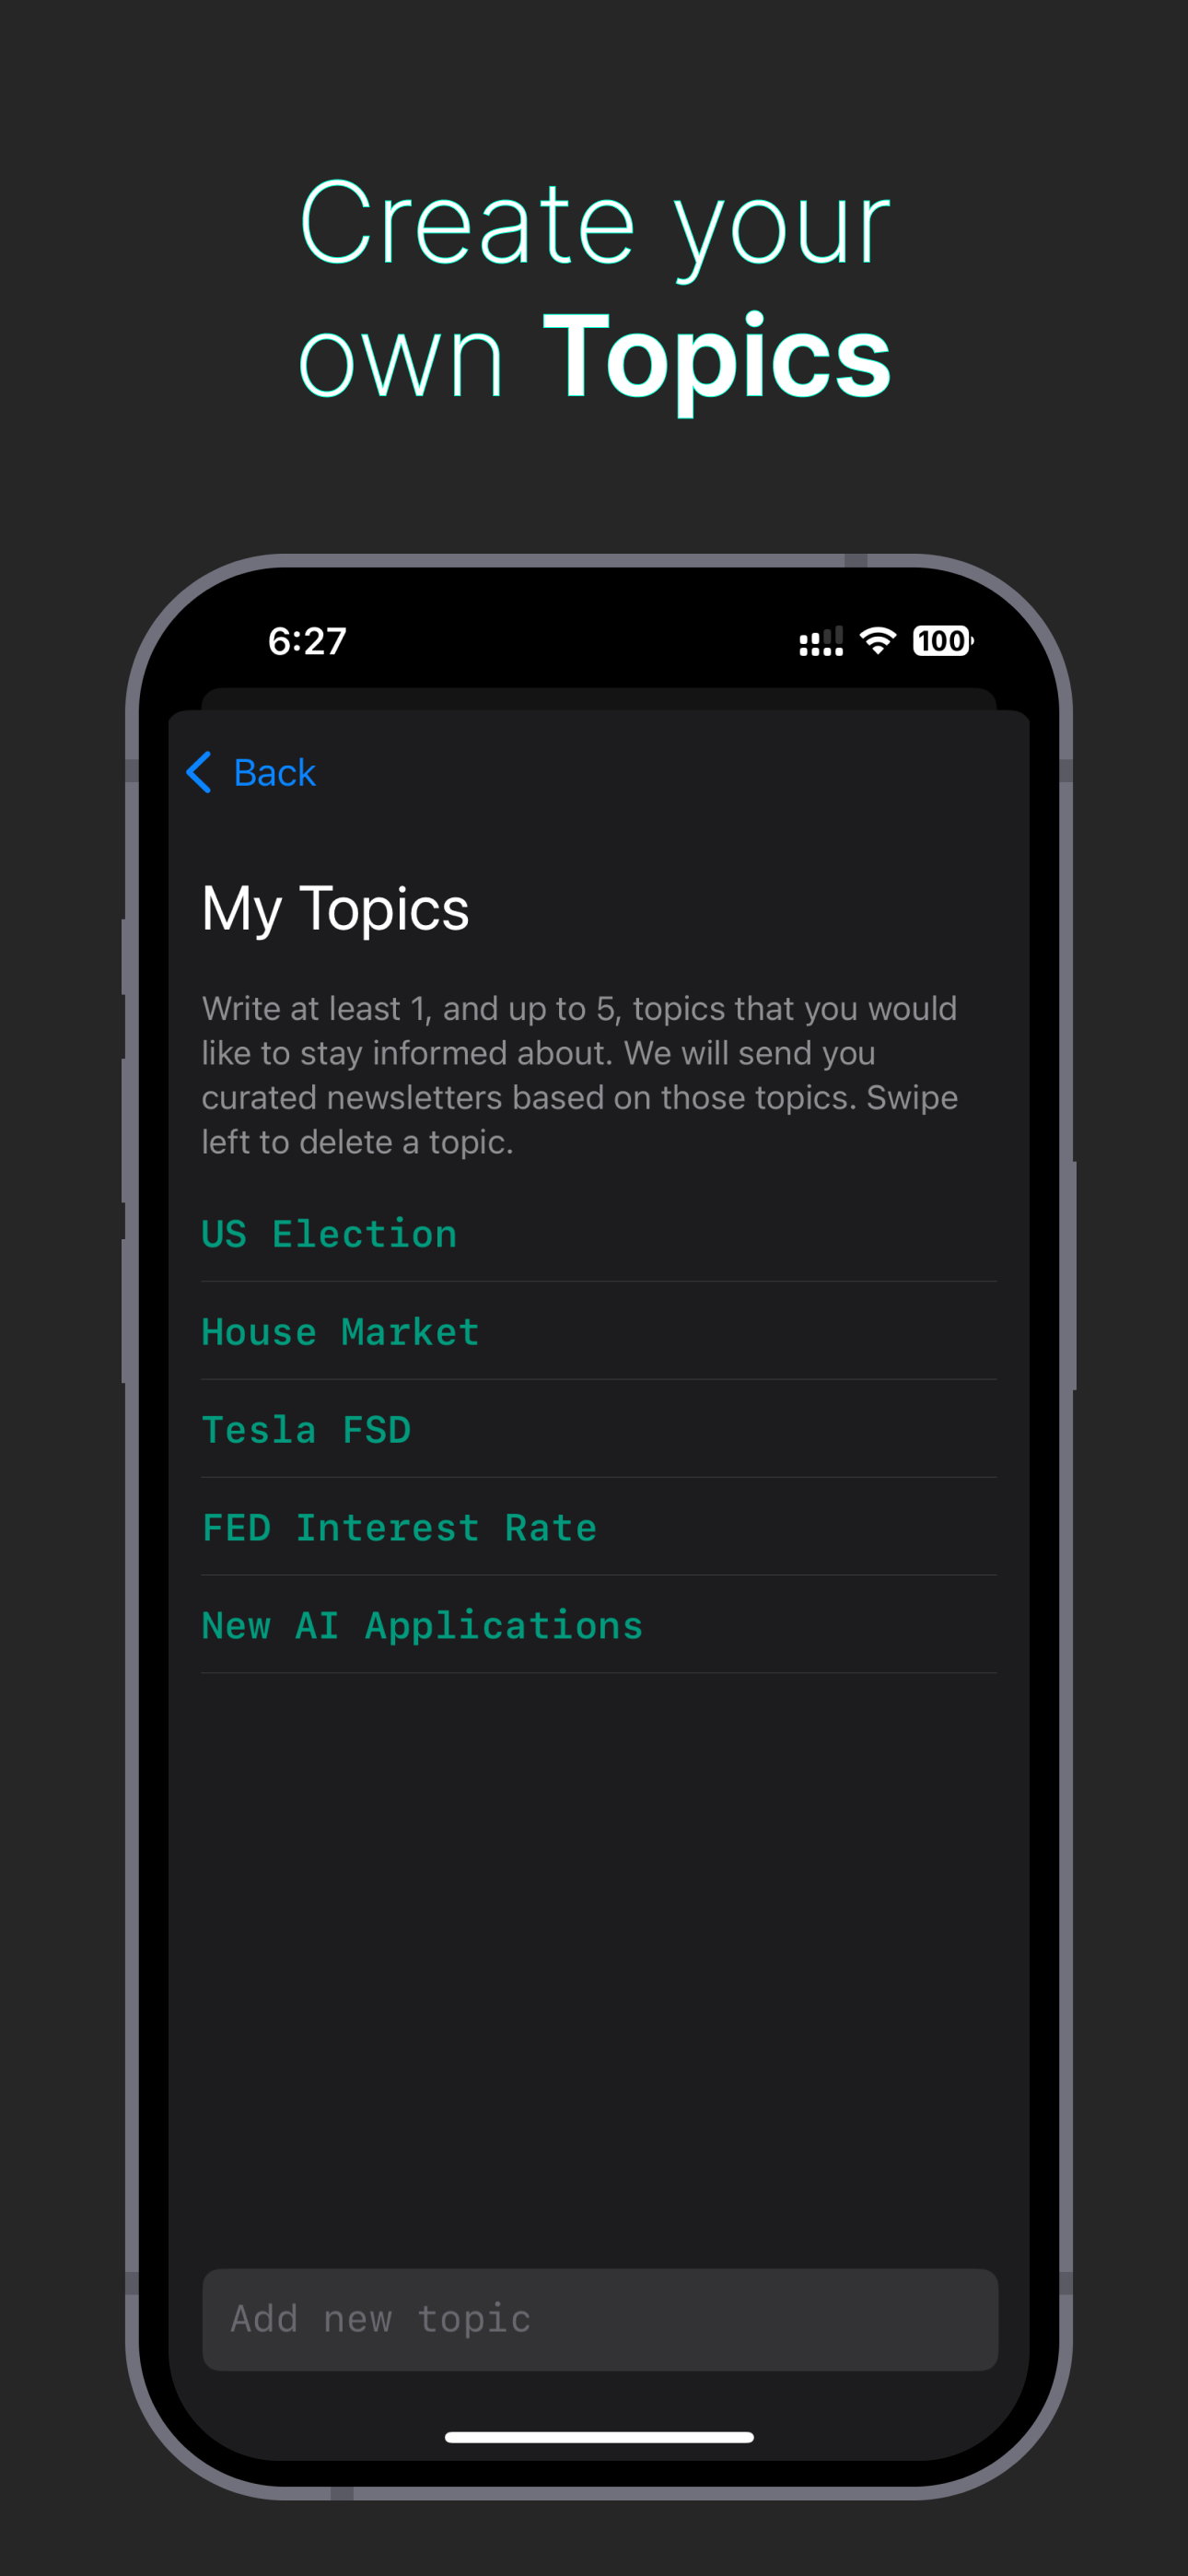 Create your
own Topics
6:27
100
Back
My Topics
Write at least 1, and up to 5, topics that you would
like to stay informed about. We will send you
curated newsletters based on those topics. Swipe
left to delete a topic.
US Election
House Market
Tesla FSD
FED Interest Rate
New AI Applications
Add new topic